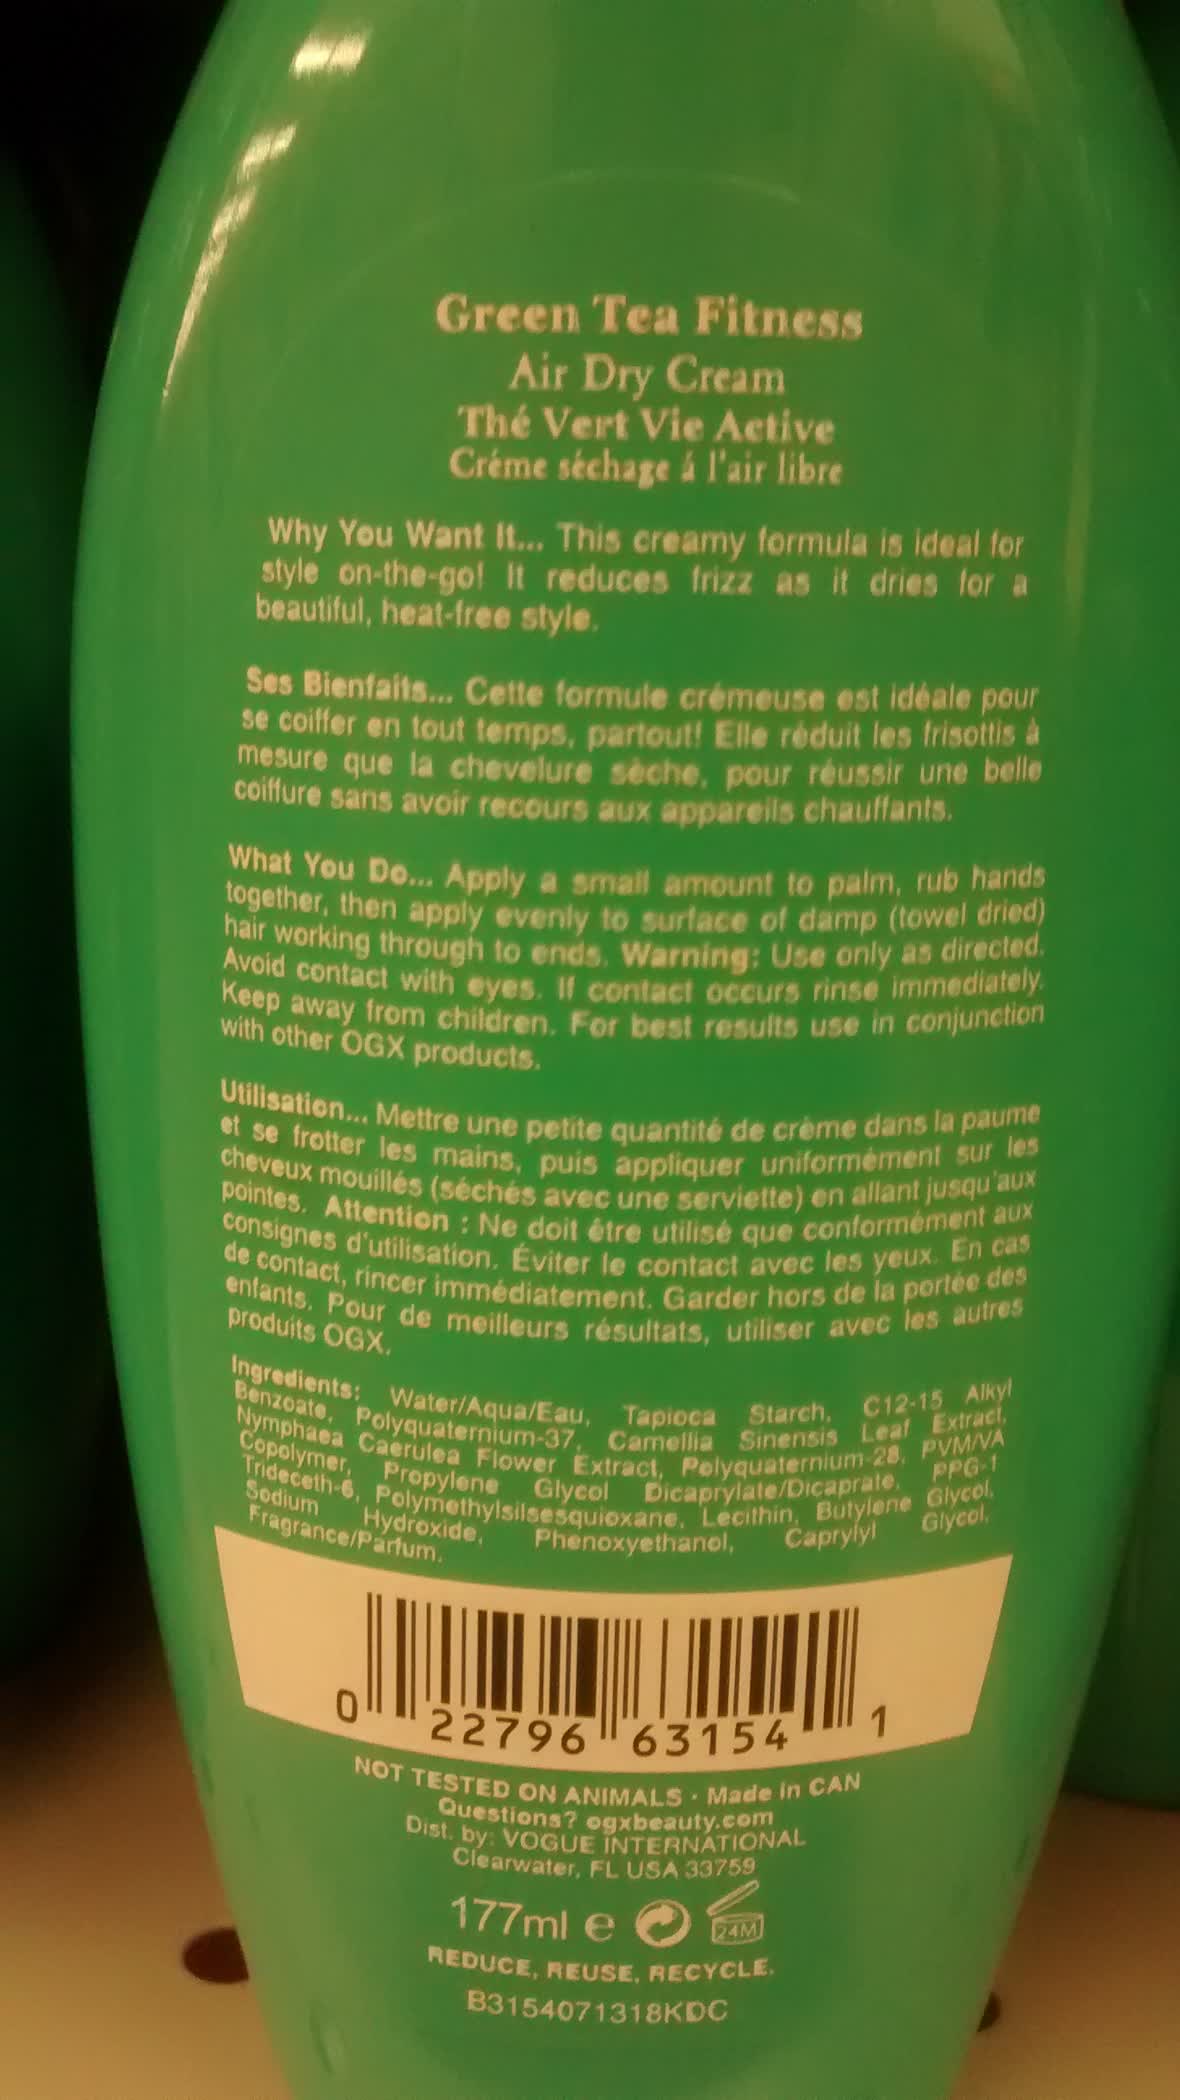 Green Tea Fitness
Air Dry Cream
Thé Vert Vie Active
Créme séchage á l'air libre
Why You Want It... This creamy formula is ideal for
style on-the-go! It reduces frizz as it dries for a
beautiful, heat-free style.
Ses Bienfaits... Cette formule crémeuse est idéale pour
se coiffer en tout temps, partout! Elle réduit les frisottis à
mesure que la chevelure sèche, pour réussir une belle
coiffure sans avoir recours aux appareils chauffants.
What You Do... Apply a small amount to palm, rub hands
together, then apply evenly to surface of damp (towel dried)
hair working through to ends. Warning: Use only as directed.
Avoid contact with eyes. If contact occurs rinse immediately.
Keep away from children. For best results use in conjunction
with other OGX products.
Utilisation... Mettre une petite quantité de crème dans la paume
et se frotter les mains, puis appliquer uniformément sur les
cheveux mouillés (séchés avec une serviette) en allant jusqu'aux
pointes. Attention : Ne doit être utilisé que conformément aux
consignes d'utilisation. Éviter le contact avec les yeux. En cas
de contact, rincer immédiatement. Garder hors de la portée des
enfants. Pour de meilleurs résultats, utiliser avec les autres
produits OGX.
Ingredients: Water/Aqua/Eau, Tapioca Starch, C12-15 Alkyl
Benzoate, Polyquaternium-37, Camellia Sinensis Leaf Extract,
Nymphaea Caerulea Flower Extract, Polyquaternium-28, PVM/VA
Copolymer, Propylene Glycol Dicaprylate/Dicaprate, PPG-1
Trideceth-6, Polymethylsilsesquioxane, Lecithin, Butylene Glycol,
Sodium Hydroxide, Phenoxyethanol, Caprylyl Glycol,
Fragrance/Parfum.
0 22796 63154 1
NOT TESTED ON ANIMALS · Made in CAN
Questions? ogxbeauty.com
Dist. by: VOGUE INTERNATIONAL
Clearwater, FL USA 33759
177ml e 24M
REDUCE, REUSE, RECYCLE.
B3154071318KDC